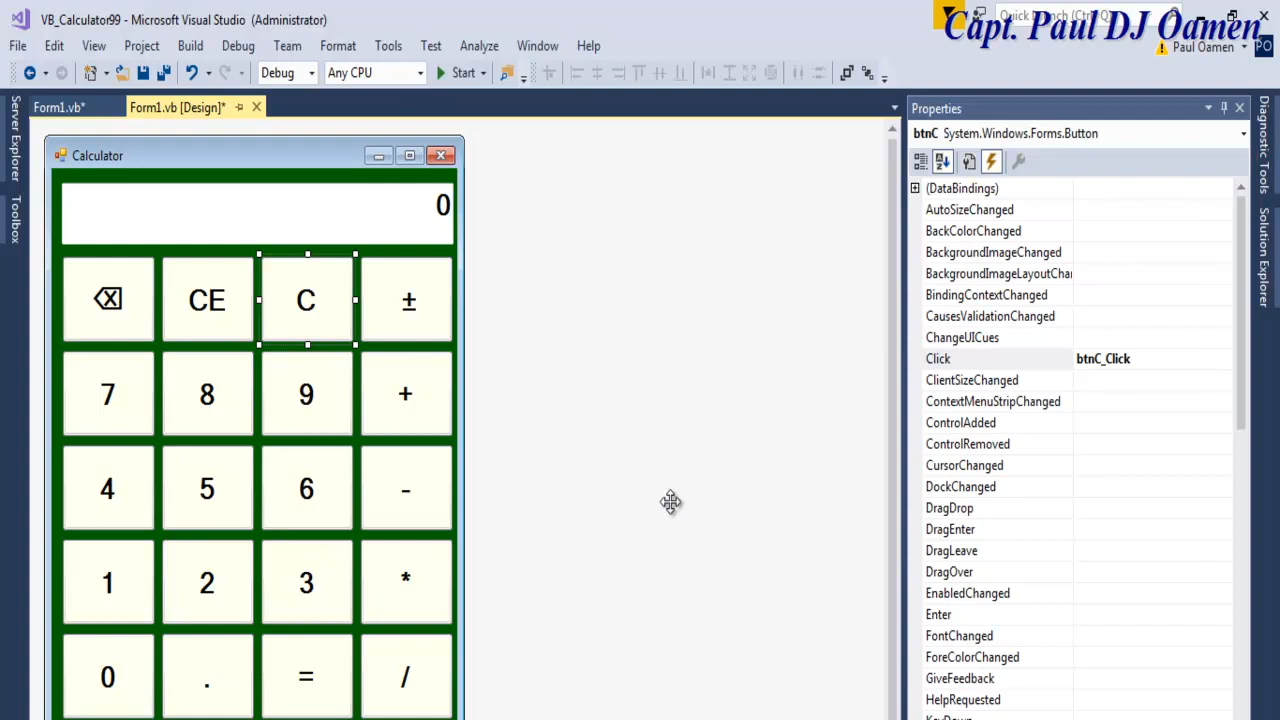 VB_Calculator99 - Microsoft Visual Studio (Administrator)
Quick Launch (Ctrl+Q)
Capt. Paul DJ Oamen
File Edit View Project Build Debug Team Format Tools Test Analyze Window Help
Paul Oamen PO
Debug Any CPU Start
Form1.vb* Form1.vb [Design]*
Server Explorer
Toolbox
Calculator
0
CE C ±
7 8 9 +
4 5 6 -
1 2 3 *
0 . = /
Properties
btnC System.Windows.Forms.Button
(DataBindings)
AutoSizeChanged
BackColorChanged
BackgroundImageChanged
BackgroundImageLayoutChan
BindingContextChanged
CausesValidationChanged
ChangeUICues
Click btnC_Click
ClientSizeChanged
ContextMenuStripChanged
ControlAdded
ControlRemoved
CursorChanged
DockChanged
DragDrop
DragEnter
DragLeave
DragOver
EnabledChanged
Enter
FontChanged
ForeColorChanged
GiveFeedback
HelpRequested
Diagnostic Tools
Solution Explorer